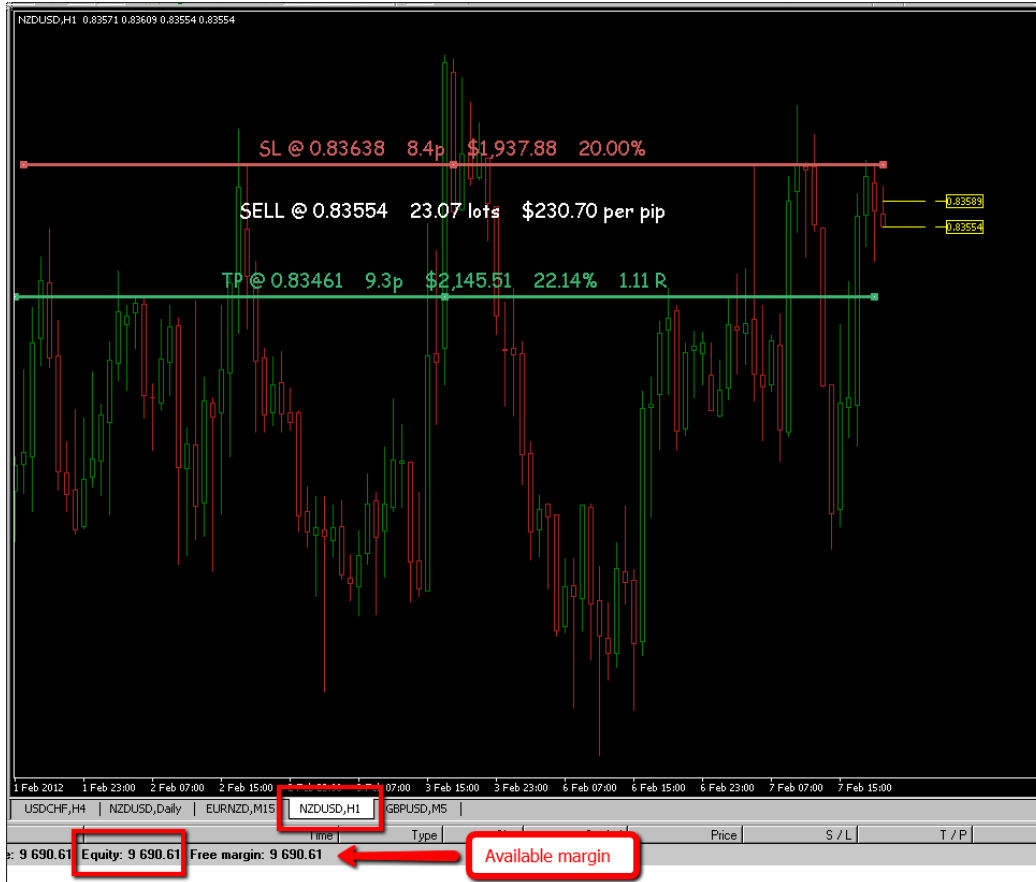 NZDUSD,H1 0.83571 0.83609 0.83554 0.83554
SL @ 0.83638 8.4p $1,937.88 20.00%
0.83589
SELL @ 0.83554 23.07 lots $230.70 per pip
0.83554
TP @ 0.83461 9.3p $2,145.51 22.14% 1.11 R
1 Feb 2012 1 Feb 23:00 2 Feb 07:00 2 Feb 15:00 07:00 3 Feb 15:00 3 Feb 23:00 6 Feb 07:00 6 Feb 15:00 6 Feb 23:00 7 Feb 07:00 7 Feb 15:00
USDCHF,H4 | NZDUSD,Daily | EURNZD,M15 NZDUSD,H1 GBPUSD,M5 |
Time Type Price S / L T / P
e: 9 690.61 Equity: 9 690.61 Free margin: 9 690.61 Available margin